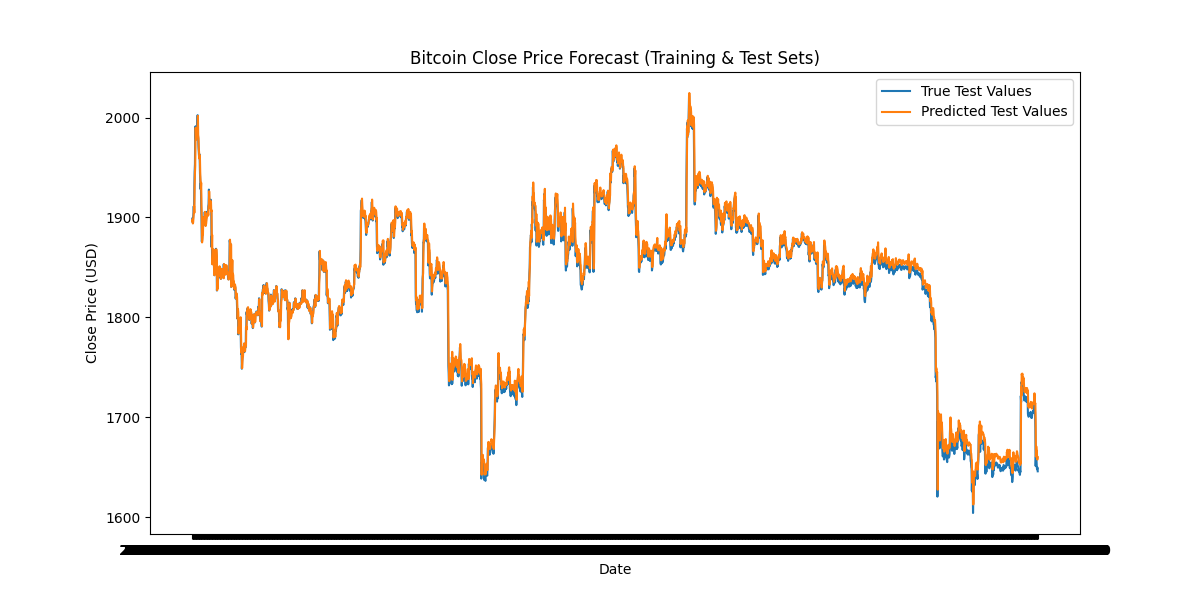 Bitcoin Close Price Forecast (Training & Test Sets)
True Test Values
Predicted Test Values
Close Price (USD)
2000
1900
1800
1700
1600
Date